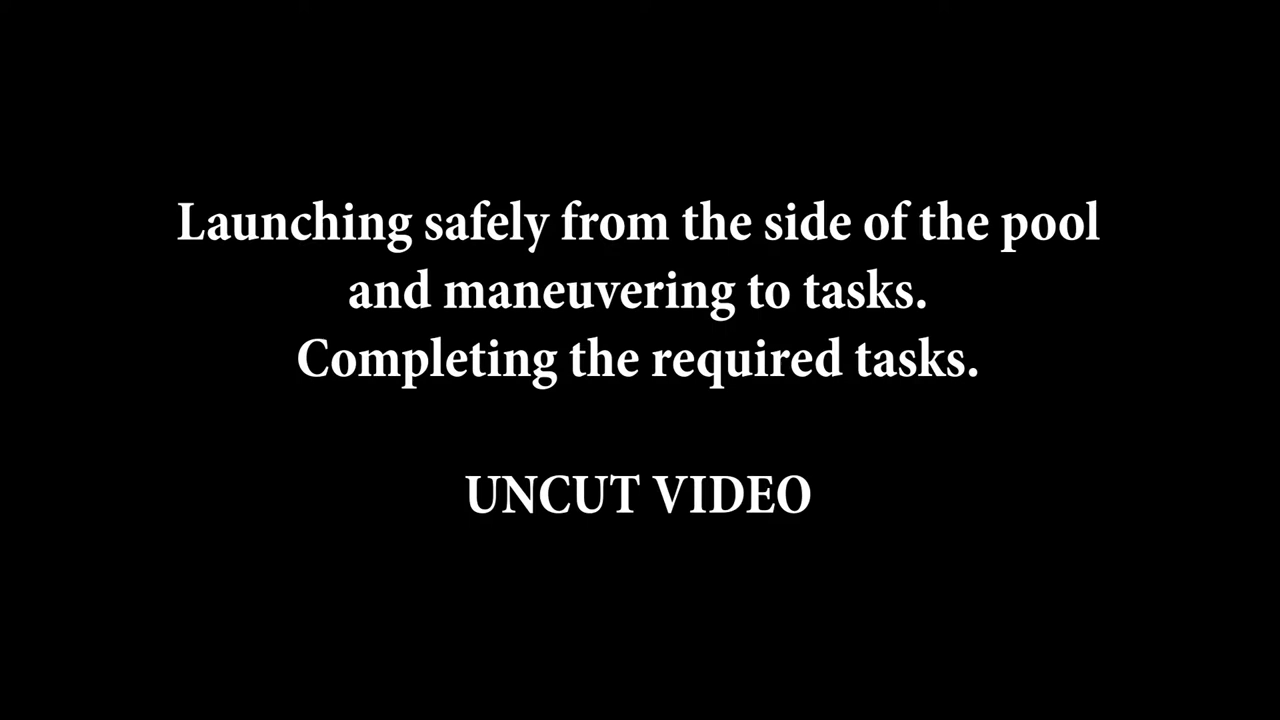 Launching safely from the side of the pool
and maneuvering to tasks.
Completing the required tasks.
UNCUT VIDEO